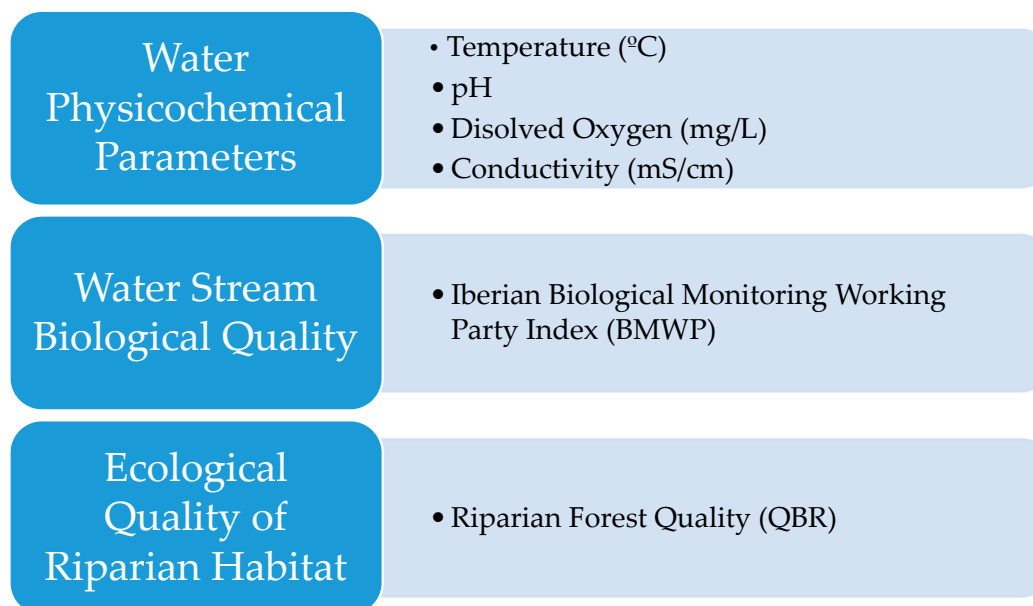 Water
Physicochemical
Parameters
• Temperature (ºC)
• pH
• Disolved Oxygen (mg/L)
• Conductivity (mS/cm)
Water Stream
Biological Quality
• Iberian Biological Monitoring Working
Party Index (BMWP)
Ecological
Quality of
Riparian Habitat
• Riparian Forest Quality (QBR)